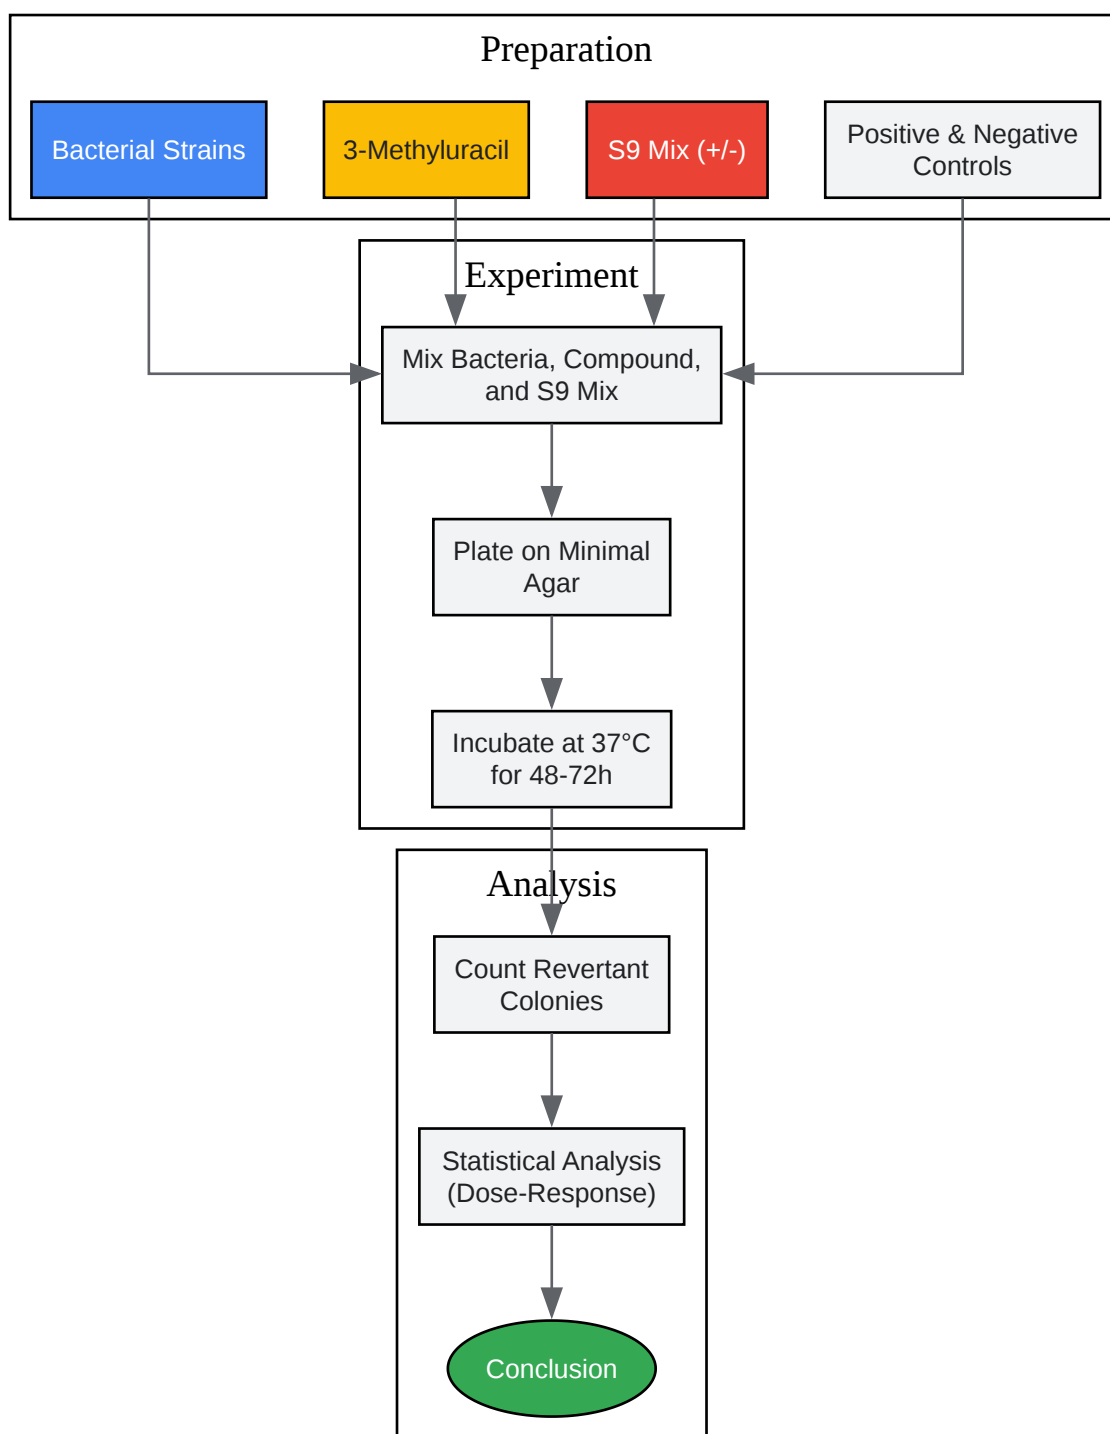 Preparation
Bacterial Strains
3-Methyluracil
S9 Mix (+/-)
Positive & Negative
Controls
Experiment
Mix Bacteria, Compound,
and S9 Mix
Plate on Minimal
Agar
Incubate at 37°C
for 48-72h
Analysis
Count Revertant
Colonies
Statistical Analysis
(Dose-Response)
Conclusion